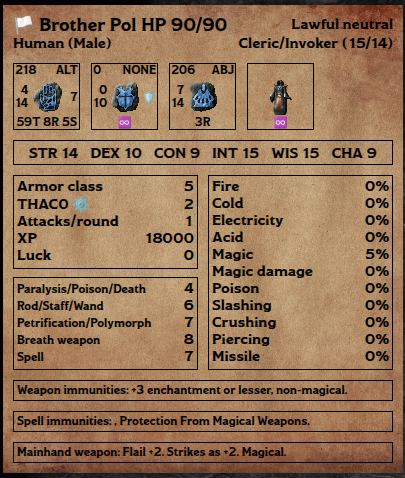 Brother Pol HP 90/90
Lawful neutral
Human (Male)
Cleric/Invoker (15/14)
218 ALT
4
14
7
59T 8R 5S
0 NONE
0
10
206 ABJ
7
14
3R
STR 14 DEX 10 CON 9 INT 15 WIS 15 CHA 9
Armor class 5
THAC0 2
Attacks/round 1
XP 18000
Luck 0
Paralysis/Poison/Death 4
Rod/Staff/Wand 6
Petrification/Polymorph 7
Breath weapon 8
Spell 7
Fire 0%
Cold 0%
Electricity 0%
Acid 0%
Magic 5%
Magic damage 0%
Poison 0%
Slashing 0%
Crushing 0%
Piercing 0%
Missile 0%
Weapon immunities: +3 enchantment or lesser, non-magical.
Spell immunities: , Protection From Magical Weapons.
Mainhand weapon: Flail +2. Strikes as +2. Magical.